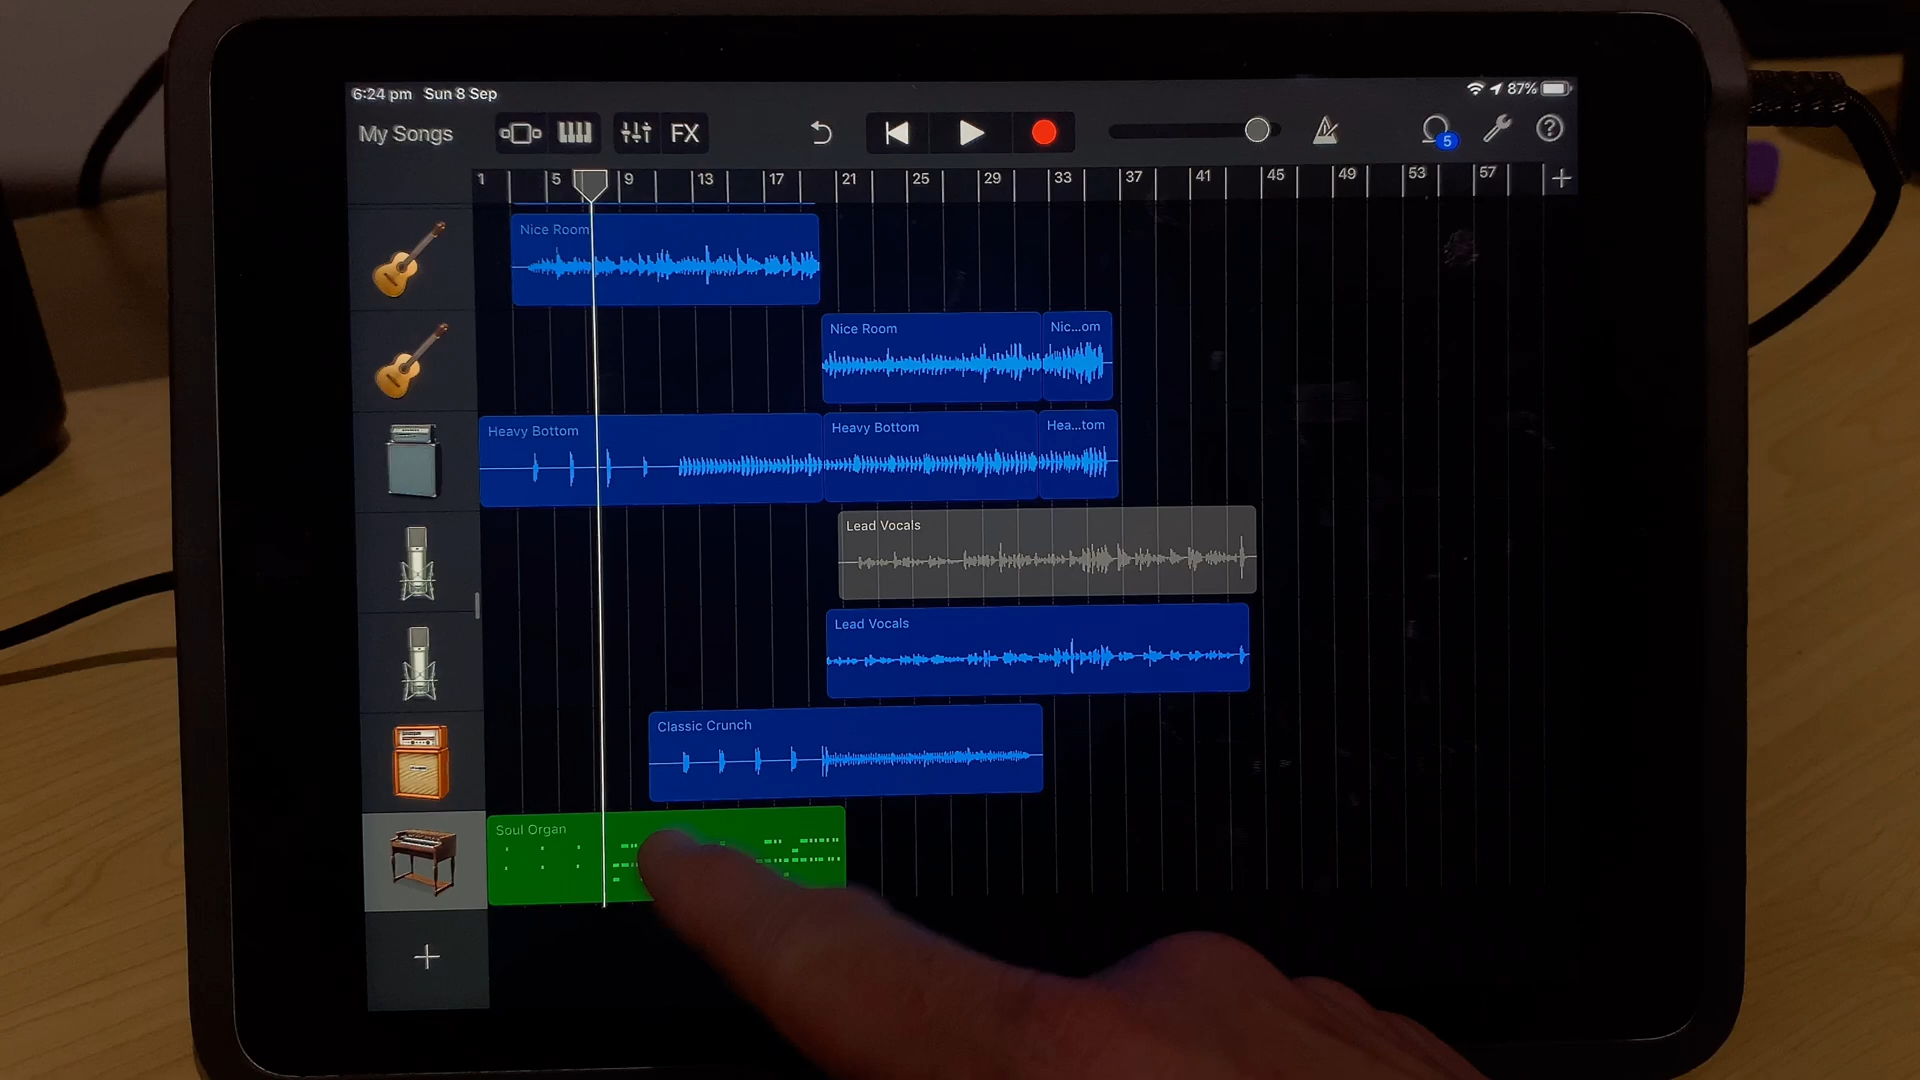 6:24 pm Sun 8 Sep 87%
My Songs FX 5 ?
1 5 9 13 17 21 25 29 33 37 41 45 49 53 57
Nice Room
Nice Room Nic...om
Heavy Bottom Heavy Bottom Hea...tom
Lead Vocals
Lead Vocals
Classic Crunch
Soul Organ